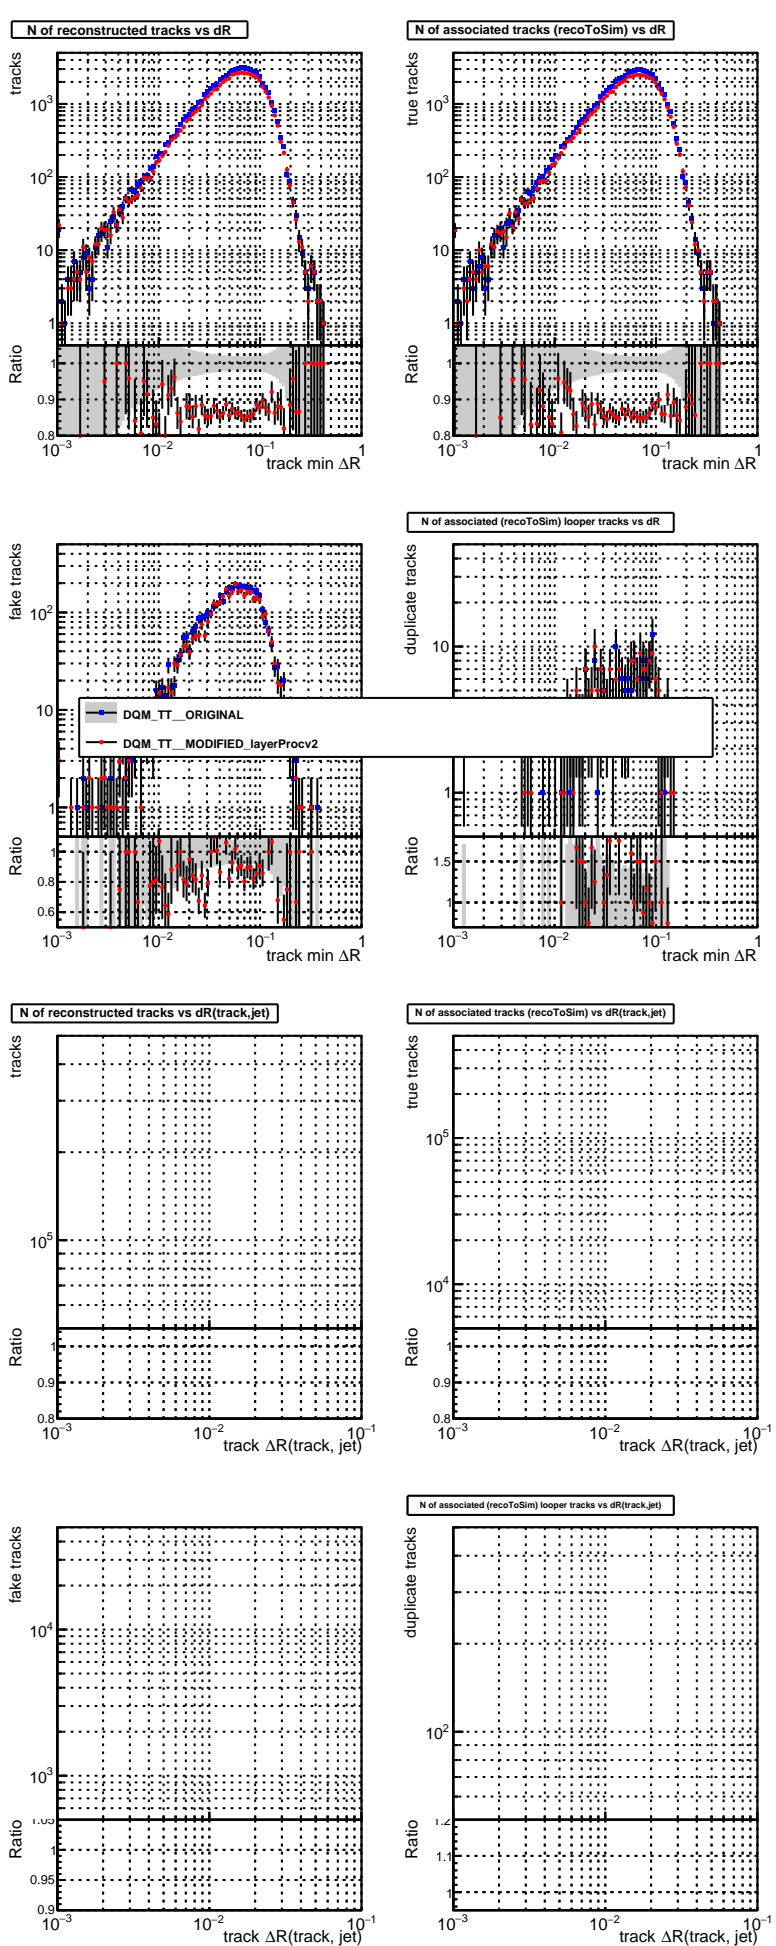 N of reconstructed tracks vs dR
tracks
10³
10²
10
1
Ratio
1
0.9
0.8
10⁻³
10⁻²
10⁻¹
1
track min ΔR
N of associated tracks (recoToSim) vs dR
true tracks
10³
10²
10
1
Ratio
1
0.9
0.8
10⁻³
10⁻²
10⁻¹
1
track min ΔR
fake tracks
10²
10
1
Ratio
1
0.8
0.6
10⁻³
10⁻²
10⁻¹
1
track min ΔR
N of associated (recoToSim) looper tracks vs dR
duplicate tracks
10
1
Ratio
1.5
1
10⁻³
10⁻²
10⁻¹
1
track min ΔR
DQM_TT__ORIGINAL
DQM_TT__MODIFIED_layerProcv2
N of reconstructed tracks vs dR(track,jet)
tracks
10⁵
Ratio
1
0.9
0.8
10⁻³
10⁻²
10⁻¹
track ΔR(track, jet)
N of associated tracks (recoToSim) vs dR(track,jet)
true tracks
10⁵
10⁴
Ratio
1
0.9
0.8
10⁻³
10⁻²
10⁻¹
track ΔR(track, jet)
fake tracks
10⁴
10³
Ratio
1.05
1
0.95
0.9
10⁻³
10⁻²
10⁻¹
track ΔR(track, jet)
N of associated (recoToSim) looper tracks vs dR(track,jet)
duplicate tracks
10²
Ratio
1.2
1.1
1
10⁻³
10⁻²
10⁻¹
track ΔR(track, jet)